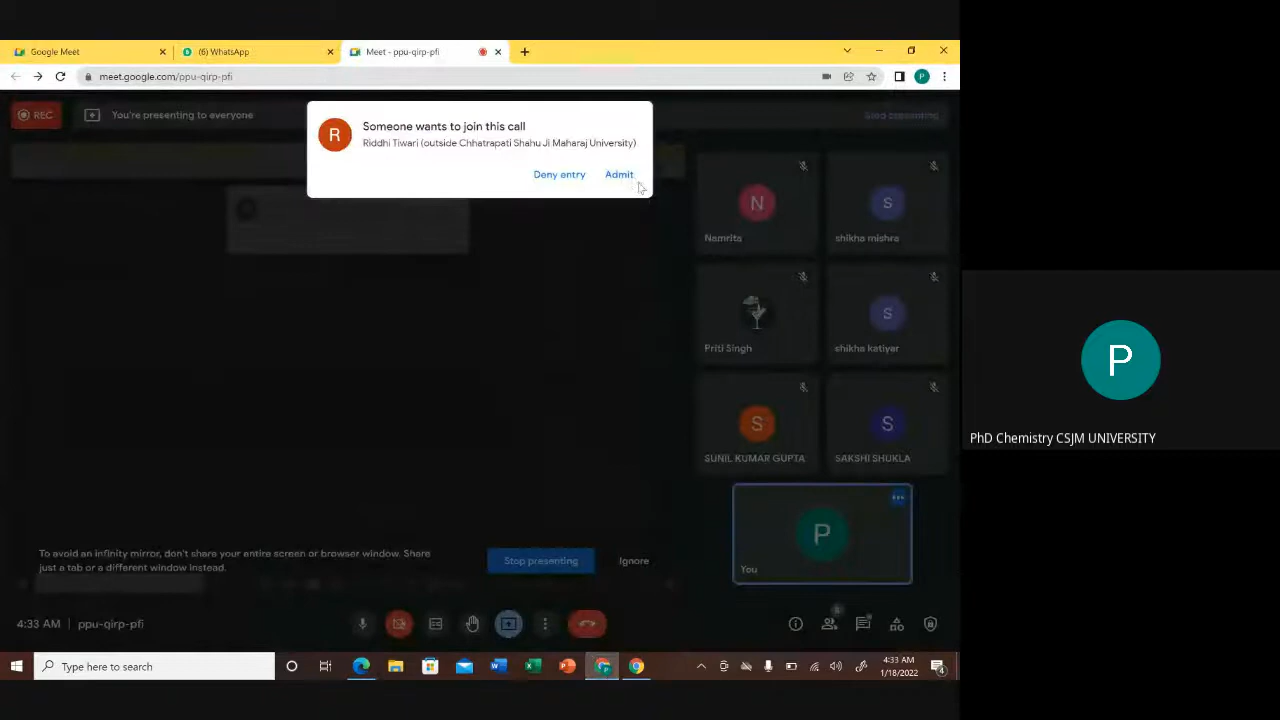 Google Meet
(6) WhatsApp
Meet - ppu-qirp-pfi
meet.google.com/ppu-qirp-pfi
P
REC
You're presenting to everyone
Stop presenting
R
Someone wants to join this call
Riddhi Tiwari (outside Chhatrapati Shahu Ji Maharaj University)
Deny entry
Admit
N
Namrita
S
shikha mishra
Priti Singh
S
shikha katiyar
S
SUNIL KUMAR GUPTA
S
SAKSHI SHUKLA
P
You
P
PhD Chemistry CSJM UNIVERSITY
To avoid an infinity mirror, don't share your entire screen or browser window. Share
just a tab or a different window instead.
Stop presenting
Ignore
4:33 AM | ppu-qirp-pfi
Type here to search
4:33 AM
1/18/2022
4